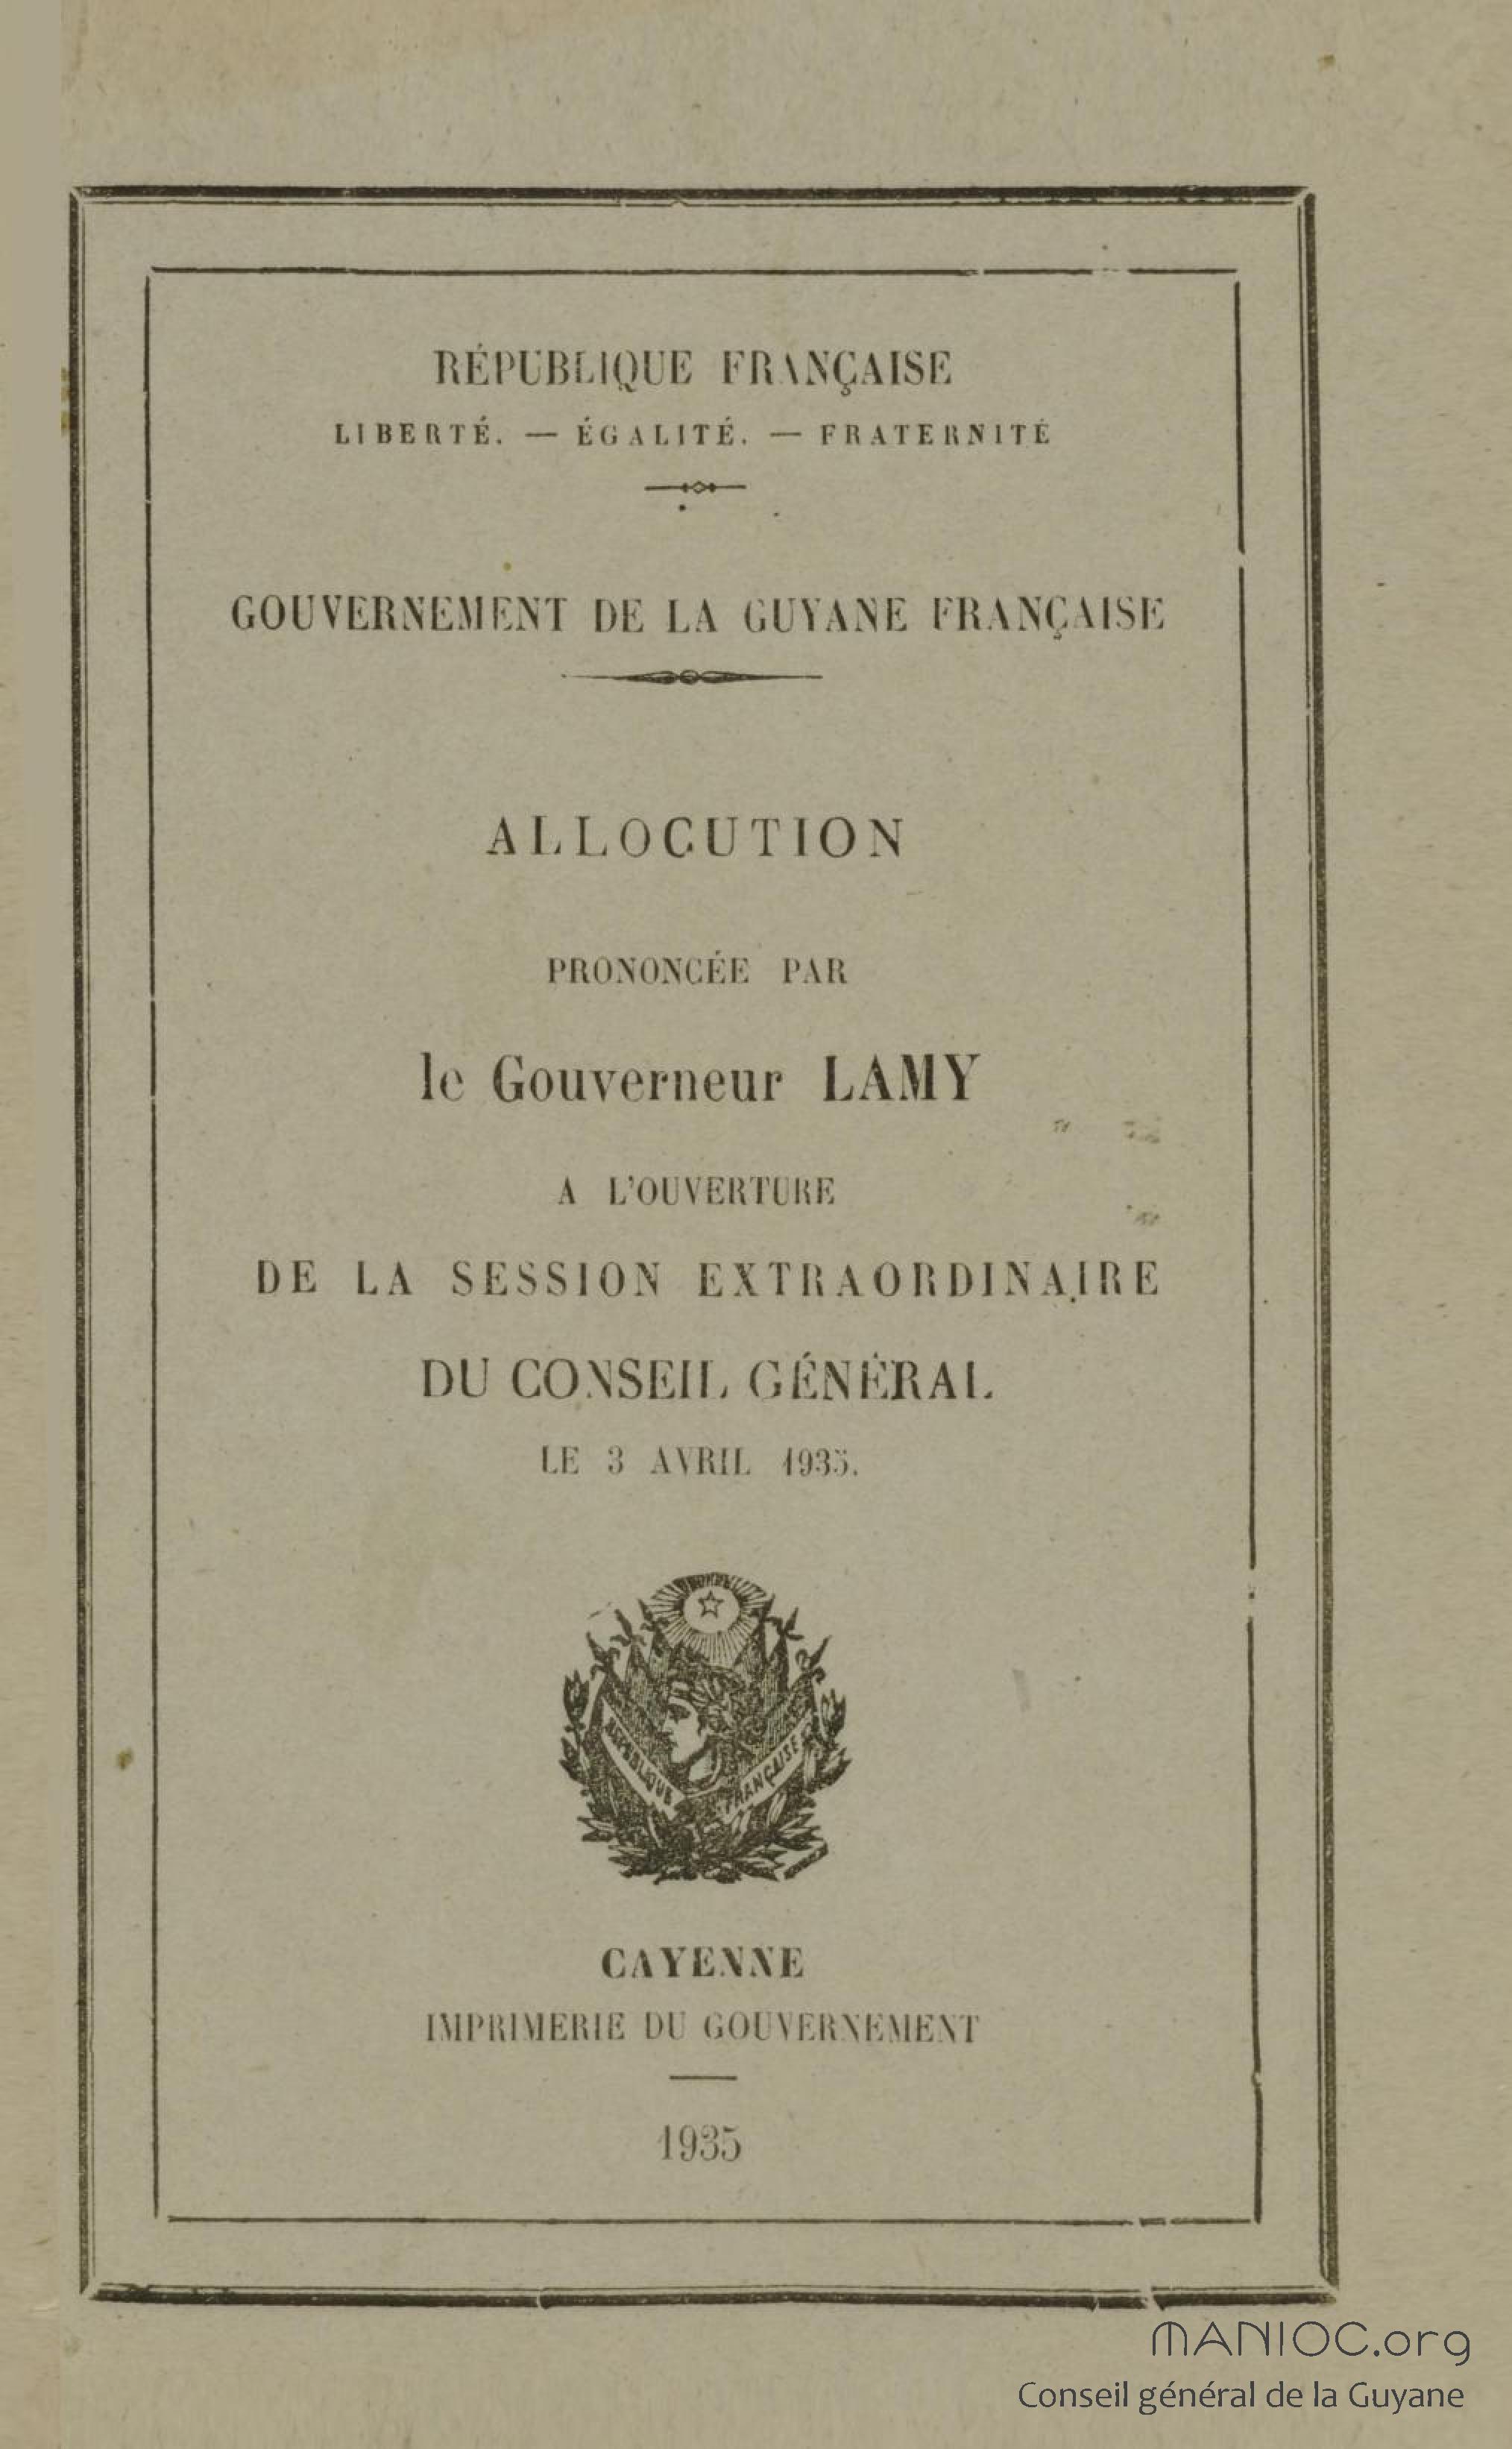 RÉPUBLIQUE FRANÇAISE
LIBERTÉ. — ÉGALITÉ. — FRATERNITÉ
GOUVERNEMENT DE LA GUYANE FRANÇAISE
ALLOCUTION
PRONONCÉE PAR
le Gouverneur LAMY
A L'OUVERTURE
DE LA SESSION EXTRAORDINAIRE
DU CONSEIL GÉNÉRAL
LE 3 AVRIL 1935.
RÉPUBLIQUE FRANÇAISE
CAYENNE
IMPRIMERIE DU GOUVERNEMENT
1935
MANIOC.org
Conseil général de la Guyane